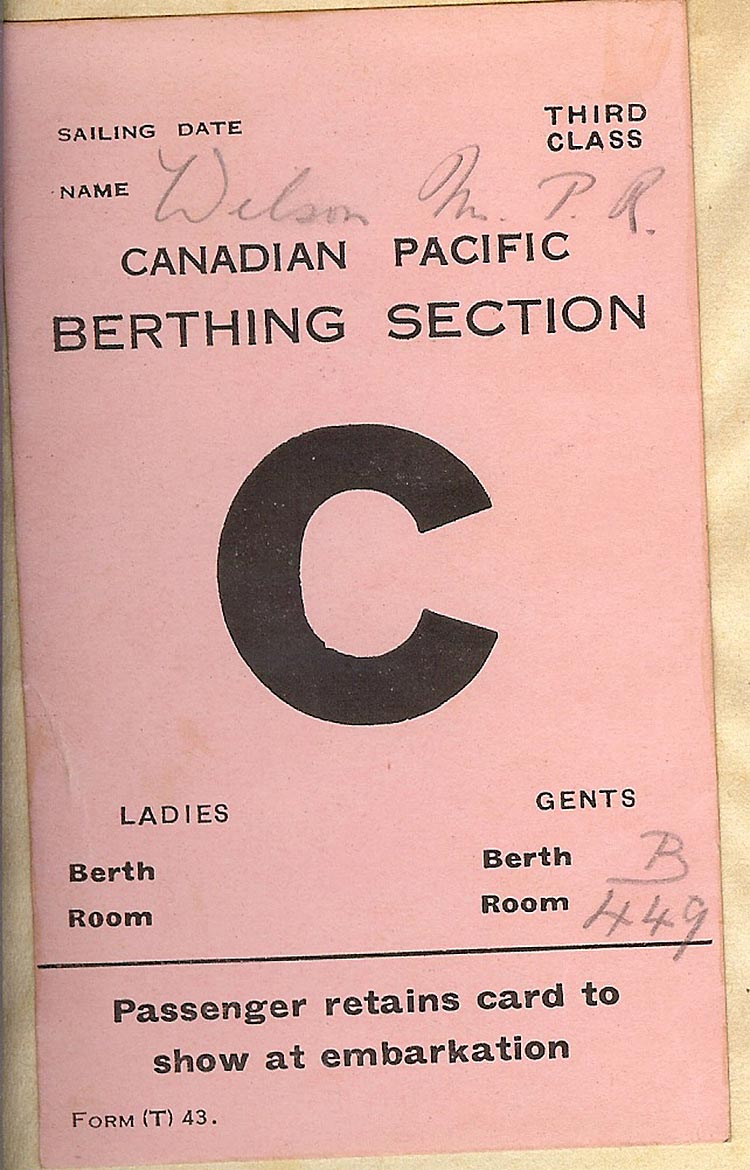 SAILING DATE
THIRD CLASS
NAME Wilson M. P. R.
CANADIAN PACIFIC
BERTHING SECTION
C
LADIES
Berth
Room
GENTS
Berth B
Room 449
Passenger retains card to
show at embarkation
FORM (T) 43.